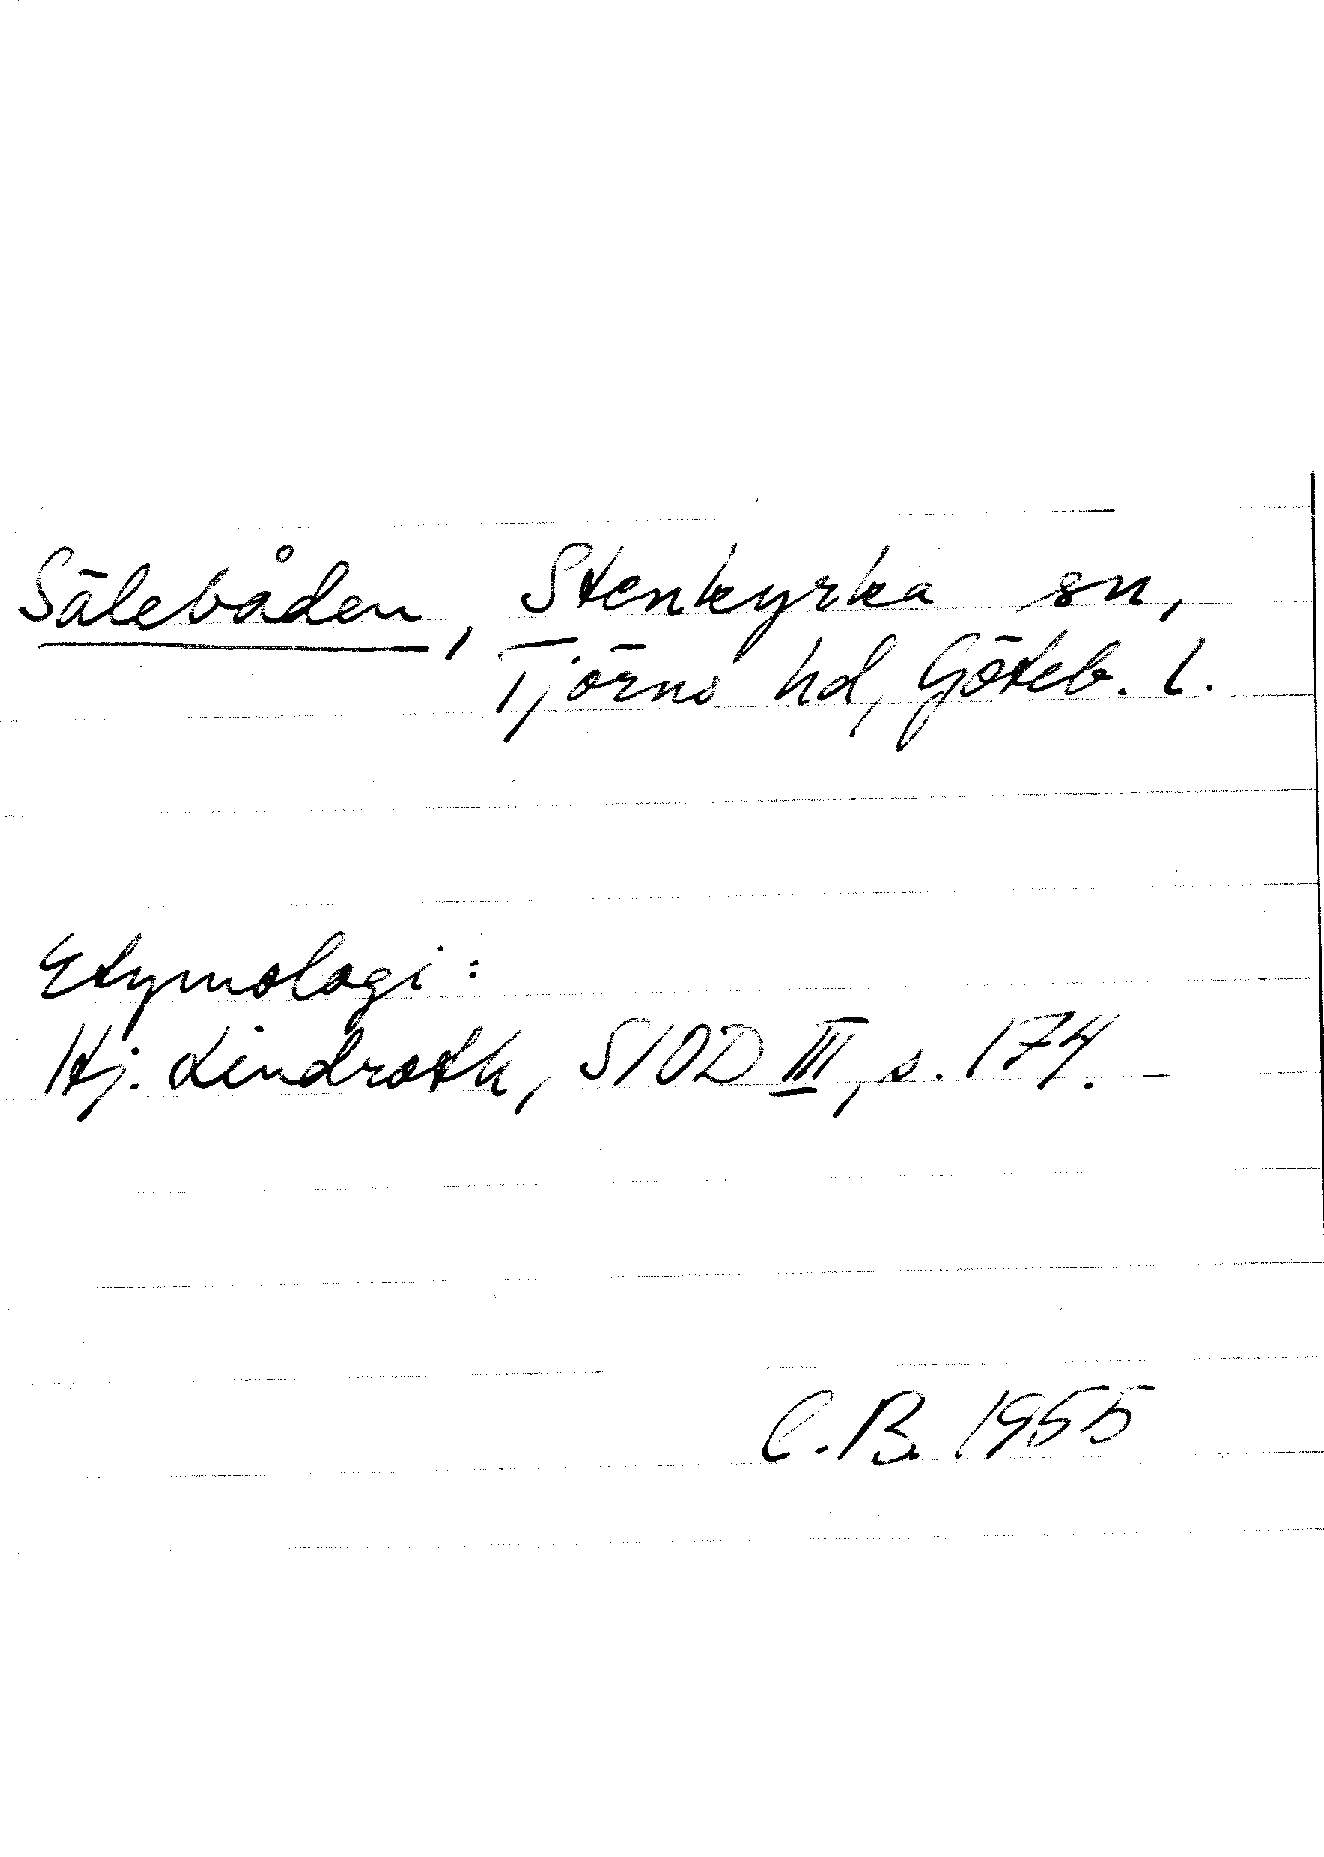 Sälebåden, Stenkyrka sn,
Tjörns hd, Göteb. l.
Etymologi:
Hj. Lindroth, SIOD III, s. 174. –
C.B. 1955